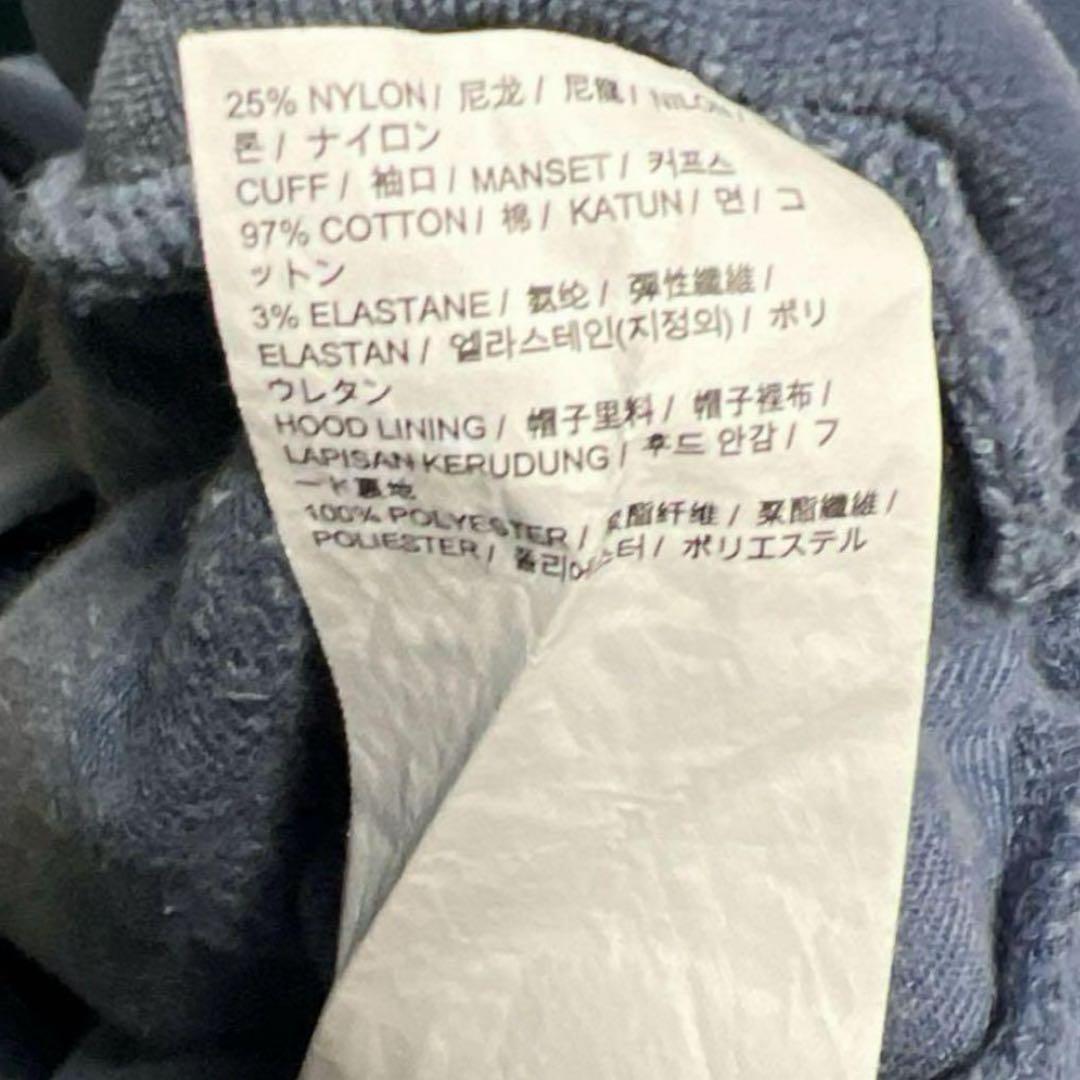 25% NYLON / 尼龙 / 尼龍 / NILON /
론 / ナイロン
CUFF / 袖口 / MANSET / 커프스
97% COTTON / 棉 / KATUN / 면 / コ
ットン
3% ELASTANE / 氨纶 / 彈性纖維 /
ELASTAN / 엘라스테인(지정외) / ポリ
ウレタン
HOOD LINING / 帽子里料 / 帽子裡布 /
LAPISAN KERUDUNG / 후드 안감 / フ
ード裏地
100% POLYESTER / 聚酯纤维 / 聚酯纖維 /
POLIESTER / 폴리에스터 / ポリエステル